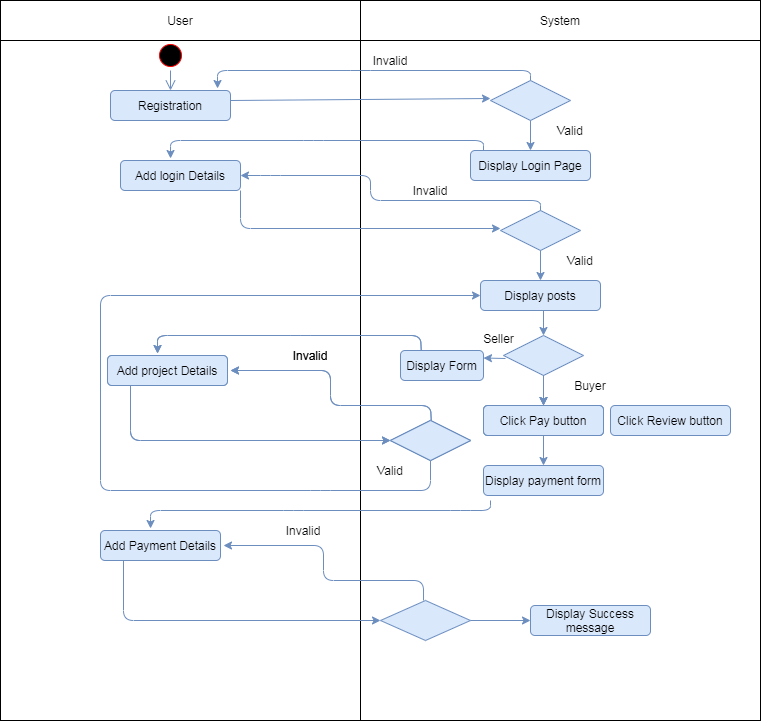 User
System
Invalid
Registration
Valid
Display Login Page
Add login Details
Invalid
Valid
Display posts
Seller
Invalid
Display Form
Add project Details
Buyer
Click Pay button
Click Review button
Valid
Display payment form
Invalid
Add Payment Details
Display Success
message